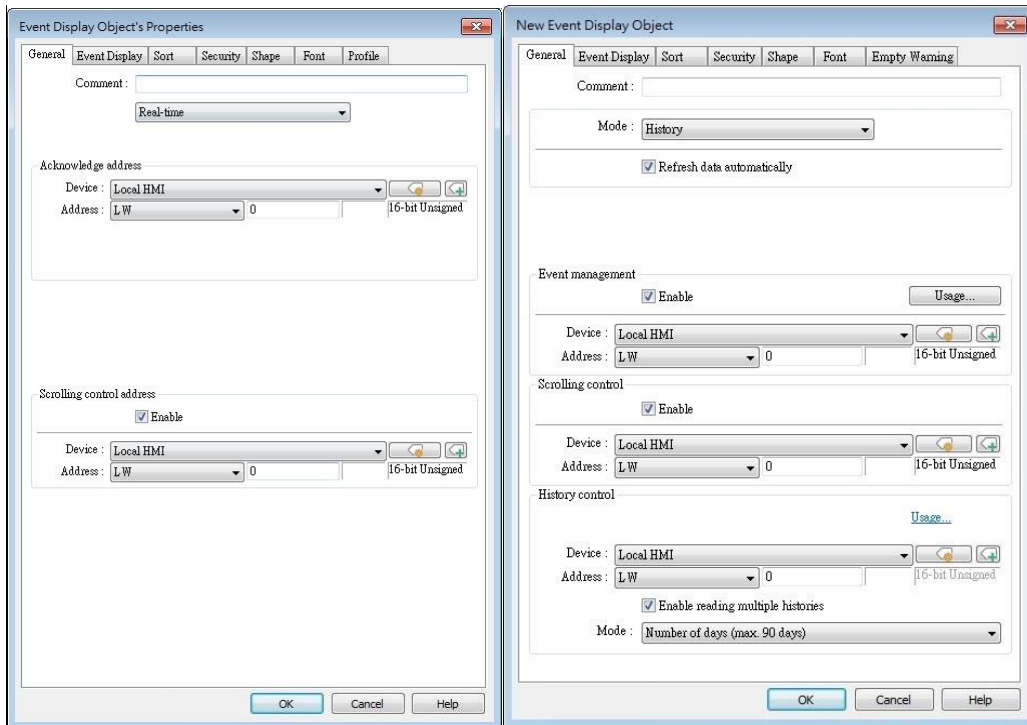 Event Display Object's Properties
General Event Display Sort Security Shape Font Profile
Comment :
Real-time
Acknowledge address
Device : Local HMI
Address : LW 0 16-bit Unsigned
Scrolling control address
Enable
Device : Local HMI
Address : LW 0 16-bit Unsigned
OK Cancel Help
New Event Display Object
General Event Display Sort Security Shape Font Empty Warning
Comment :
Mode : History
Refresh data automatically
Event management
Enable Usage...
Device : Local HMI
Address : LW 0 16-bit Unsigned
Scrolling control
Enable
Device : Local HMI
Address : LW 0 16-bit Unsigned
History control
Usage...
Device : Local HMI
Address : LW 0 16-bit Unsigned
Enable reading multiple histories
Mode : Number of days (max. 90 days)
OK Cancel Help